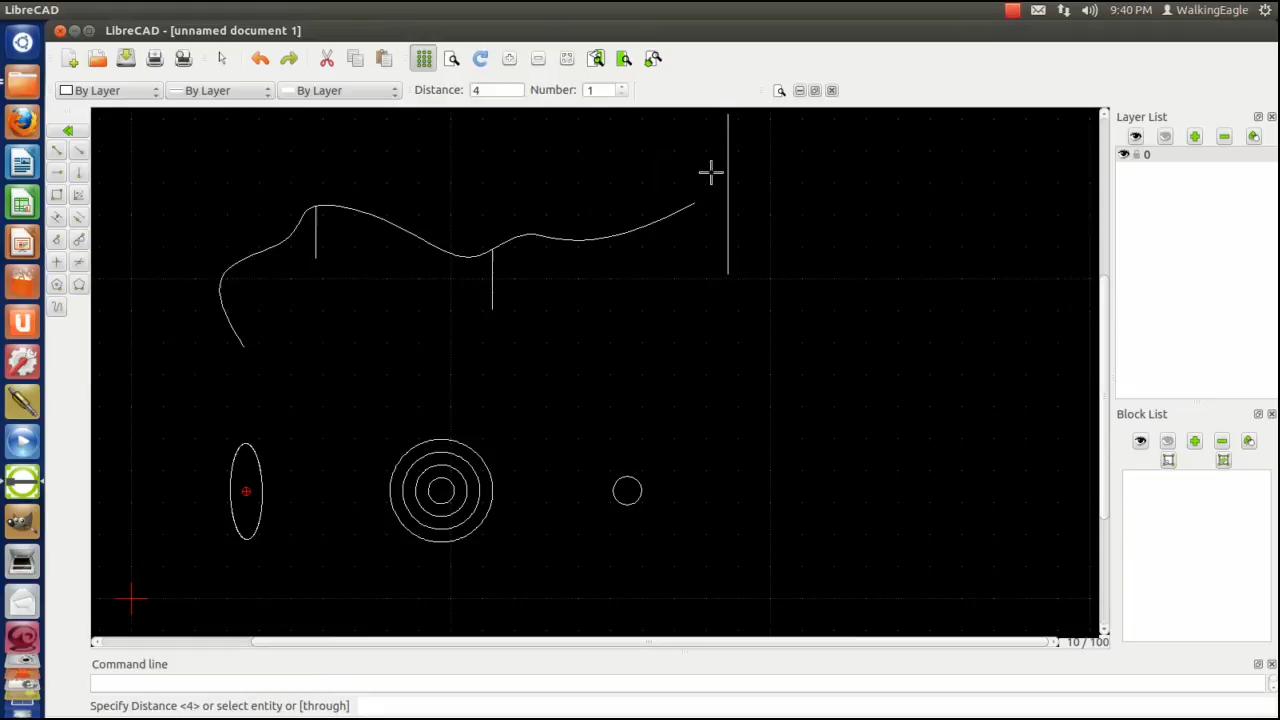 LibreCAD
9:40 PM WalkingEagle
LibreCAD - [unnamed document 1]
By Layer By Layer By Layer Distance: 4 Number: 1
Layer List
0
Block List
10 / 100
Command line
Specify Distance <4> or select entity or [through]